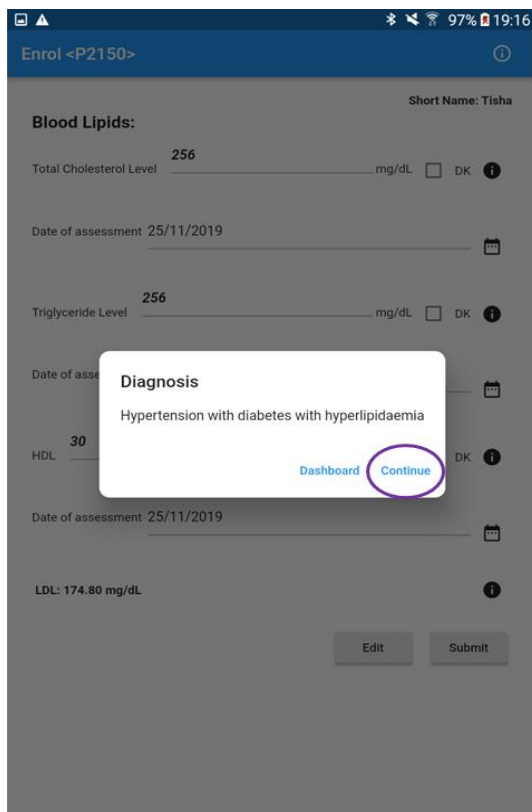 97% 19:16
Enrol <P2150>
Short Name: Tisha
Blood Lipids:
Total Cholesterol Level 256 mg/dL DK
Date of assessment 25/11/2019
Triglyceride Level 256 mg/dL DK
Date of asse
Diagnosis
Hypertension with diabetes with hyperlipidaemia
HDL 30 DK
Dashboard Continue
Date of assessment 25/11/2019
LDL: 174.80 mg/dL
Edit Submit